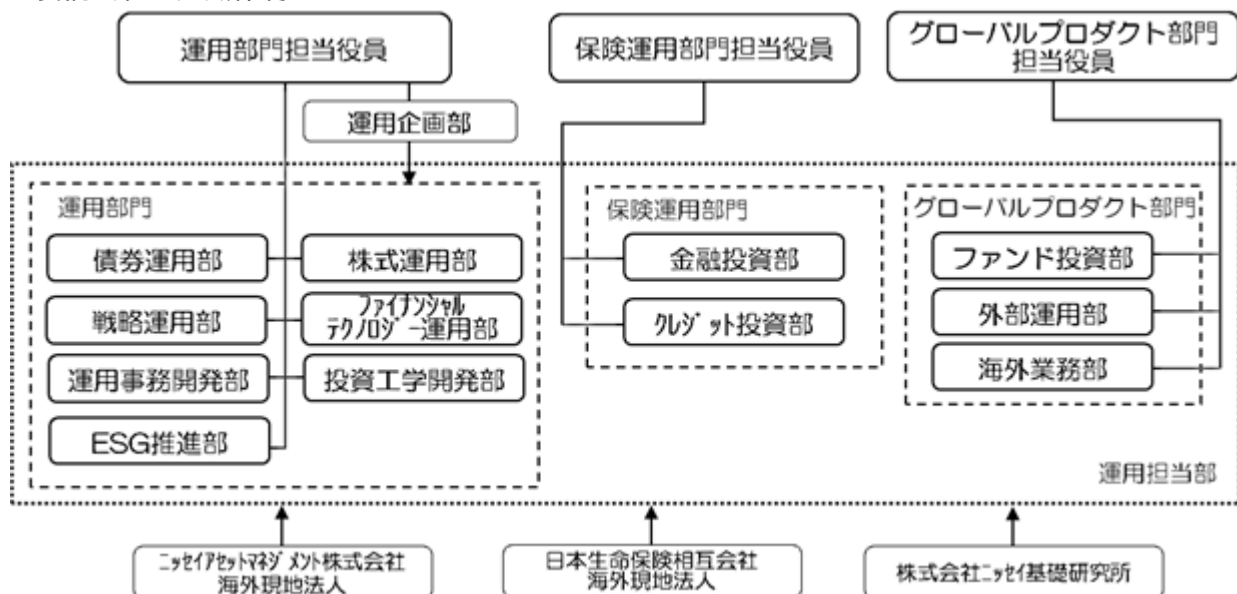 運用部門担当役員
保険運用部門担当役員
グローバルプロダクト部門
担当役員
運用企画部
運用部門
債券運用部
株式運用部
戦略運用部
ファイナンシャル
テクノロジー運用部
運用事務開発部
投資工学開発部
ESG推進部
保険運用部門
金融投資部
クレジット投資部
グローバルプロダクト部門
ファンド投資部
外部運用部
海外業務部
運用担当部
ニッセイアセットマネジメント株式会社
海外現地法人
日本生命保険相互会社
海外現地法人
株式会社ニッセイ基礎研究所